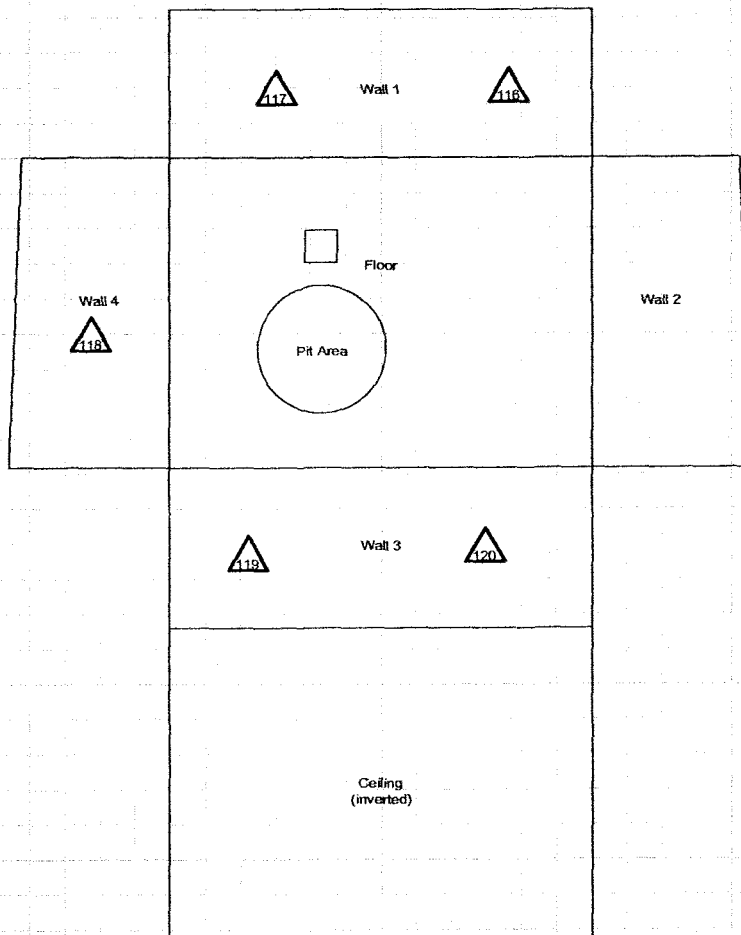 117
Wall 1
116
Floor
Wall 4
118
Wall 2
Pit Area
119
Wall 3
120
Ceiling
(inverted)